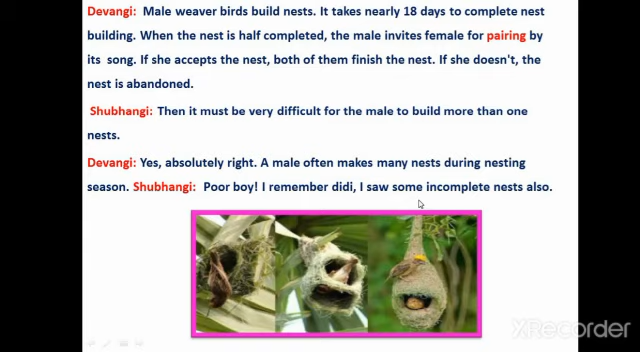 Devangi: Male weaver birds build nests. It takes nearly 18 days to complete nest
building. When the nest is half completed, the male invites female for pairing by
its song. If she accepts the nest, both of them finish the nest. If she doesn't, the
nest is abandoned.
Shubhangi: Then it must be very difficult for the male to build more than one
nests.
Devangi: Yes, absolutely right. A male often makes many nests during nesting
season. Shubhangi: Poor boy! I remember didi, I saw some incomplete nests also.
XRecorder